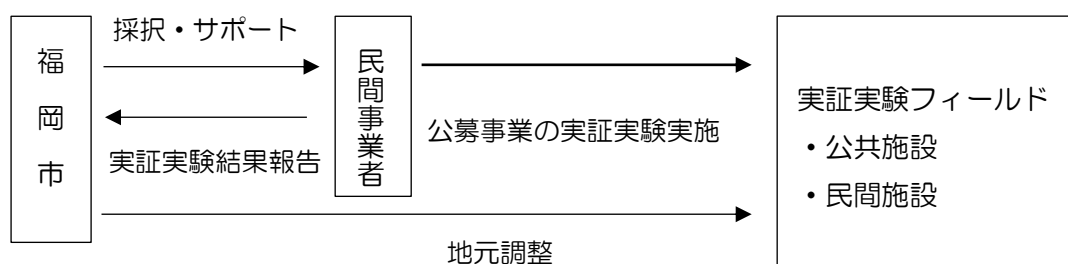 採択・サポート
福岡市
民間事業者
実証実験結果報告
公募事業の実証実験実施
地元調整
実証実験フィールド
・公共施設
・民間施設